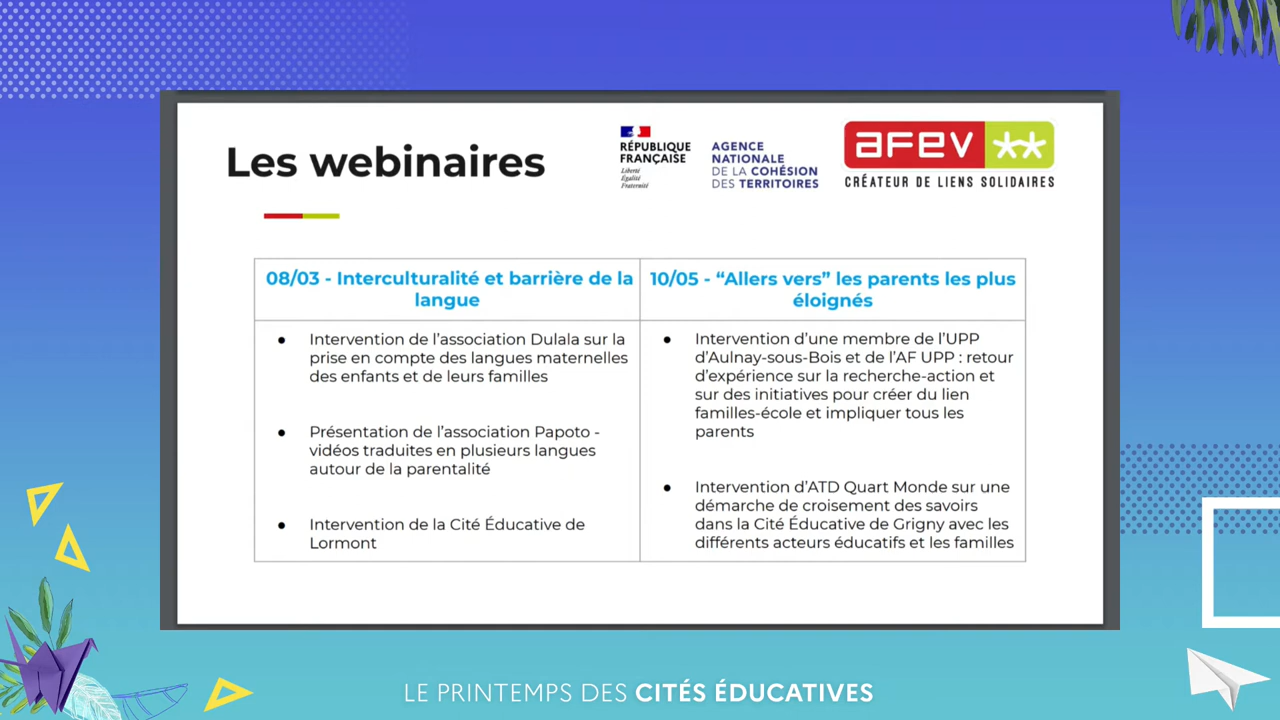 Les webinaires
RÉPUBLIQUE
FRANÇAISE
Liberté
Égalité
Fraternité
AGENCE
NATIONALE
DE LA COHÉSION
DES TERRITOIRES
afev
CRÉATEUR DE LIENS SOLIDAIRES
08/03 - Interculturalité et barrière de la
langue
● Intervention de l’association Dulala sur la
prise en compte des langues maternelles
des enfants et de leurs familles
● Présentation de l’association Papoto -
vidéos traduites en plusieurs langues
autour de la parentalité
● Intervention de la Cité Éducative de
Lormont
10/05 - “Allers vers” les parents les plus
éloignés
● Intervention d’une membre de l’UPP
d’Aulnay-sous-Bois et de l’AF UPP : retour
d’expérience sur la recherche-action et
sur des initiatives pour créer du lien
familles-école et impliquer tous les
parents
● Intervention d’ATD Quart Monde sur une
démarche de croisement des savoirs
dans la Cité Éducative de Grigny avec les
différents acteurs éducatifs et les familles
LE PRINTEMPS DES CITÉS ÉDUCATIVES